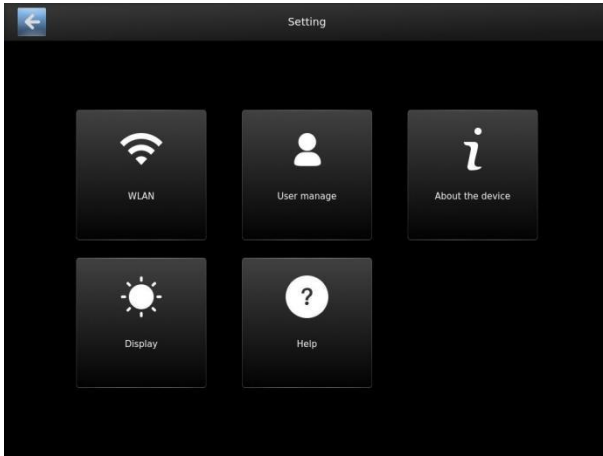 Setting
WLAN
User manage
About the device
Display
?
Help